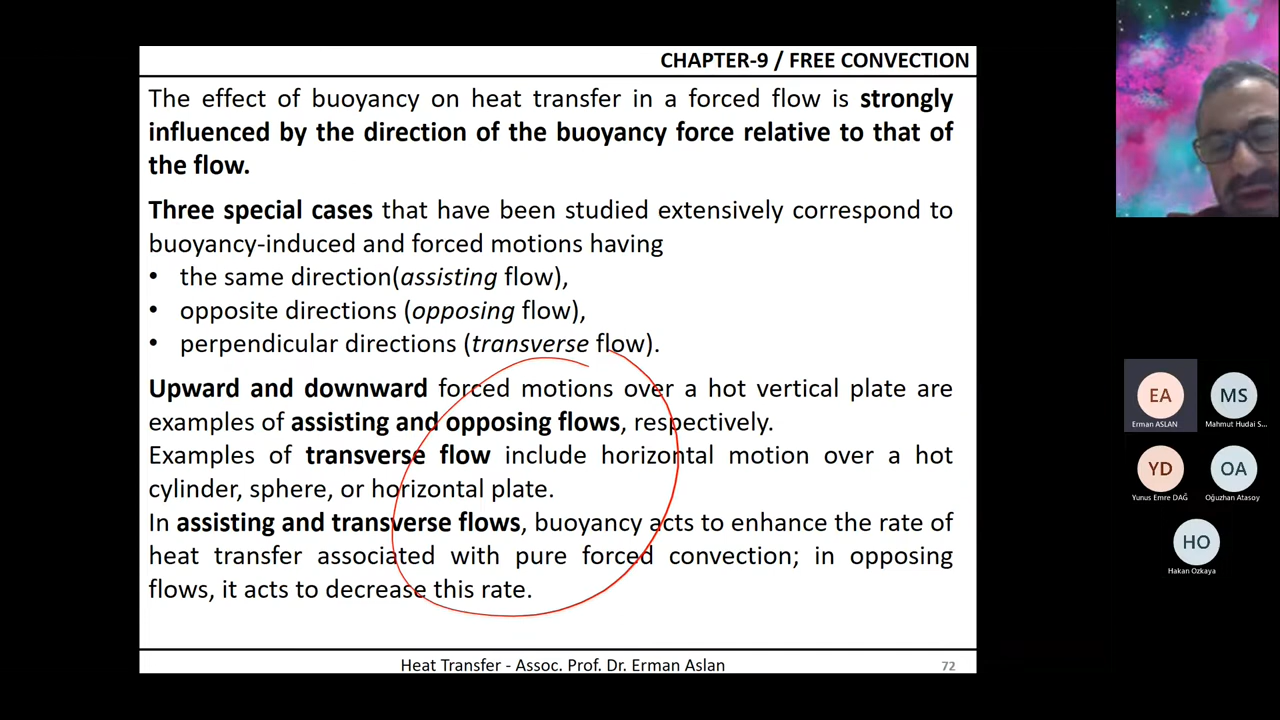 CHAPTER-9 / FREE CONVECTION
The effect of buoyancy on heat transfer in a forced flow is strongly
influenced by the direction of the buoyancy force relative to that of
the flow.
Three special cases that have been studied extensively correspond to
buoyancy-induced and forced motions having
• the same direction(assisting flow),
• opposite directions (opposing flow),
• perpendicular directions (transverse flow).
Upward and downward forced motions over a hot vertical plate are
examples of assisting and opposing flows, respectively.
Examples of transverse flow include horizontal motion over a hot
cylinder, sphere, or horizontal plate.
In assisting and transverse flows, buoyancy acts to enhance the rate of
heat transfer associated with pure forced convection; in opposing
flows, it acts to decrease this rate.
Heat Transfer - Assoc. Prof. Dr. Erman Aslan
72
EA
Erman ASLAN
MS
Mahmut Hudai S...
YD
Yunus Emre DAĞ
OA
Oğuzhan Atasoy
HO
Hakan Ozkaya